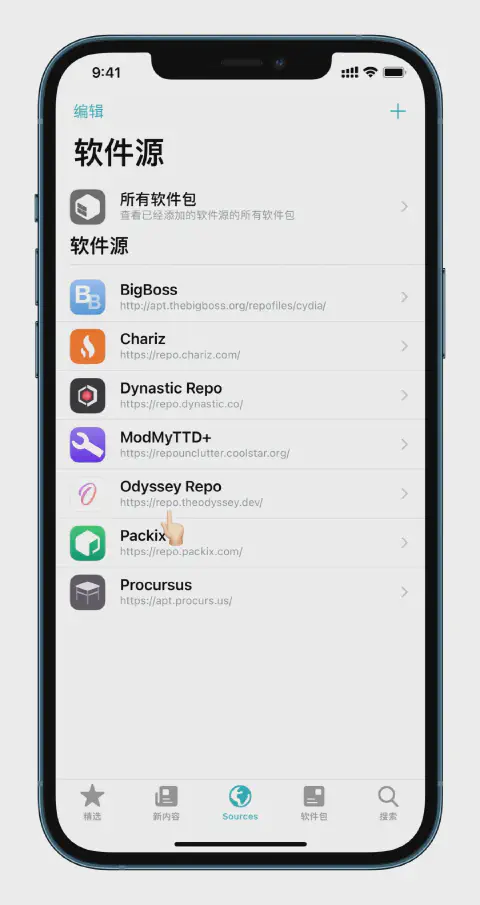 9:41
编辑
软件源
所有软件包
查看已经添加的软件源的所有软件包
软件源
BigBoss
http://apt.thebigboss.org/repofiles/cydia/
Chariz
https://repo.chariz.com/
Dynastic Repo
https://repo.dynastic.co/
ModMyTTD+
https://repounclutter.coolstar.org/
Odyssey Repo
https://repo.theodyssey.dev/
Packix
https://repo.packix.com/
Procursus
https://apt.procurs.us/
精选 新内容 Sources 软件包 搜索